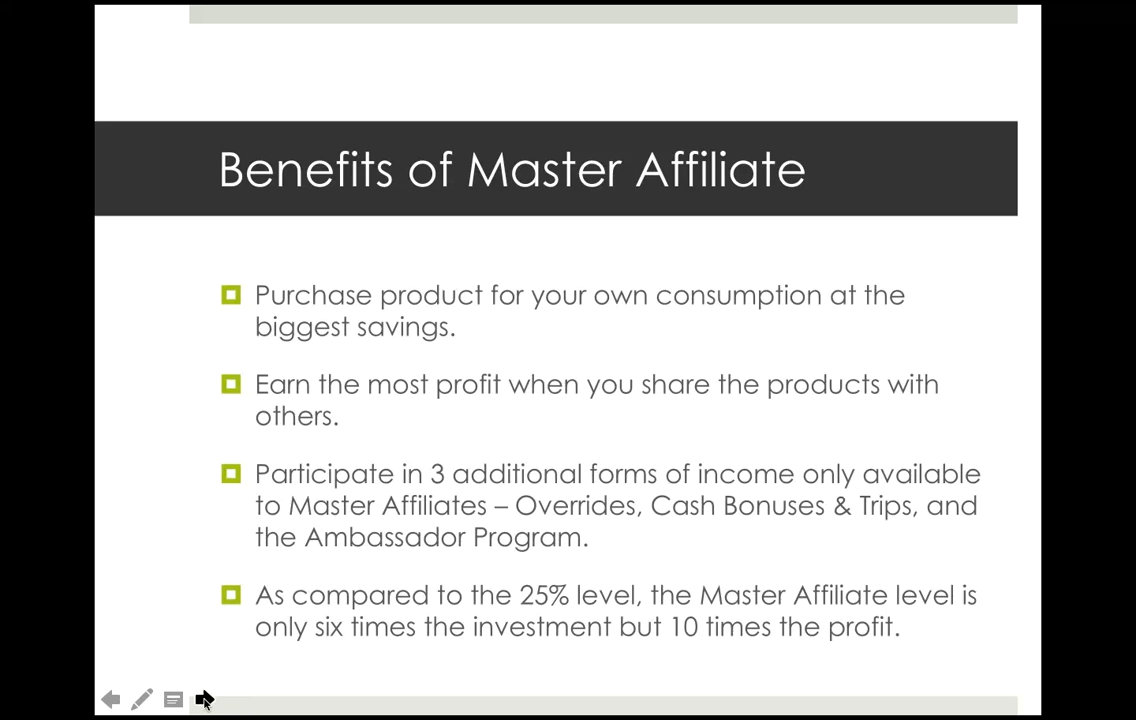 Benefits of Master Affiliate
Purchase product for your own consumption at the
biggest savings.
Earn the most profit when you share the products with
others.
Participate in 3 additional forms of income only available
to Master Affiliates – Overrides, Cash Bonuses & Trips, and
the Ambassador Program.
As compared to the 25% level, the Master Affiliate level is
only six times the investment but 10 times the profit.